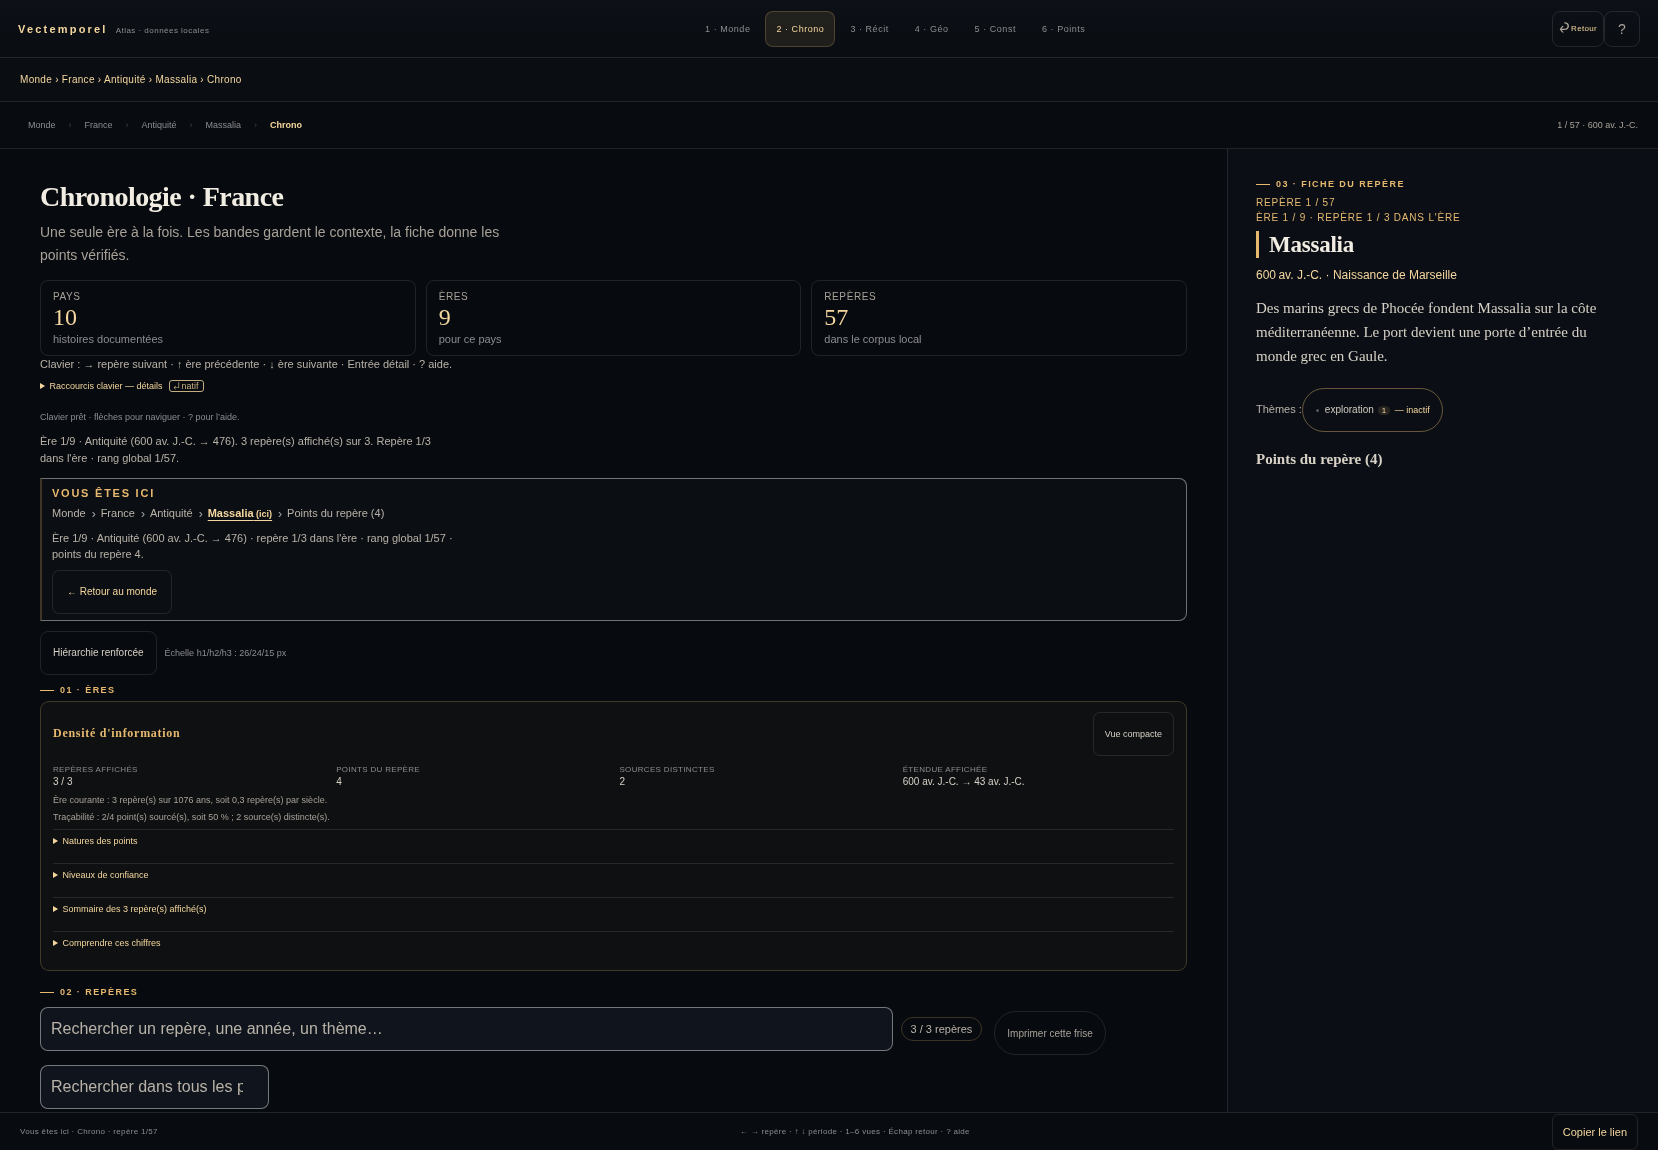 Vectemporel Atlas · données locales
1 · Monde 2 · Chrono 3 · Récit 4 · Géo 5 · Const 6 · Points
Retour ?
Monde › France › Antiquité › Massalia › Chrono
Monde › France › Antiquité › Massalia › Chrono
1 / 57 · 600 av. J.-C.
Chronologie · France
Une seule ère à la fois. Les bandes gardent le contexte, la fiche donne les
points vérifiés.
PAYS
10
histoires documentées
ÈRES
9
pour ce pays
REPÈRES
57
dans le corpus local
Clavier : → repère suivant · ↑ ère précédente · ↓ ère suivante · Entrée détail · ? aide.
Raccourcis clavier — détails ⏎ natif
Clavier prêt · flèches pour naviguer · ? pour l'aide.
Ère 1/9 · Antiquité (600 av. J.-C. → 476). 3 repère(s) affiché(s) sur 3. Repère 1/3
dans l'ère · rang global 1/57.
VOUS ÊTES ICI
Monde › France › Antiquité › Massalia (ici) › Points du repère (4)
Ère 1/9 · Antiquité (600 av. J.-C. → 476) · repère 1/3 dans l'ère · rang global 1/57 ·
points du repère 4.
← Retour au monde
Hiérarchie renforcée
Échelle h1/h2/h3 : 26/24/15 px
01 · ÈRES
Densité d'information
Vue compacte
REPÈRES AFFICHÉS
3 / 3
POINTS DU REPÈRE
4
SOURCES DISTINCTES
2
ÉTENDUE AFFICHÉE
600 av. J.-C. → 43 av. J.-C.
Ère courante : 3 repère(s) sur 1076 ans, soit 0,3 repère(s) par siècle.
Traçabilité : 2/4 point(s) sourcé(s), soit 50 % ; 2 source(s) distincte(s).
Natures des points
Niveaux de confiance
Sommaire des 3 repère(s) affiché(s)
Comprendre ces chiffres
02 · REPÈRES
Rechercher un repère, une année, un thème…
3 / 3 repères
Imprimer cette frise
Rechercher dans tous les
03 · FICHE DU REPÈRE
REPÈRE 1 / 57
ÈRE 1 / 9 · REPÈRE 1 / 3 DANS L'ÈRE
Massalia
600 av. J.-C. · Naissance de Marseille
Des marins grecs de Phocée fondent Massalia sur la côte
méditerranéenne. Le port devient une porte d’entrée du
monde grec en Gaule.
Thèmes : exploration 1 — inactif
Points du repère (4)
Vous êtes ici · Chrono · repère 1/57
← → repère · ↑ ↓ période · 1–6 vues · Échap retour · ? aide
Copier le lien